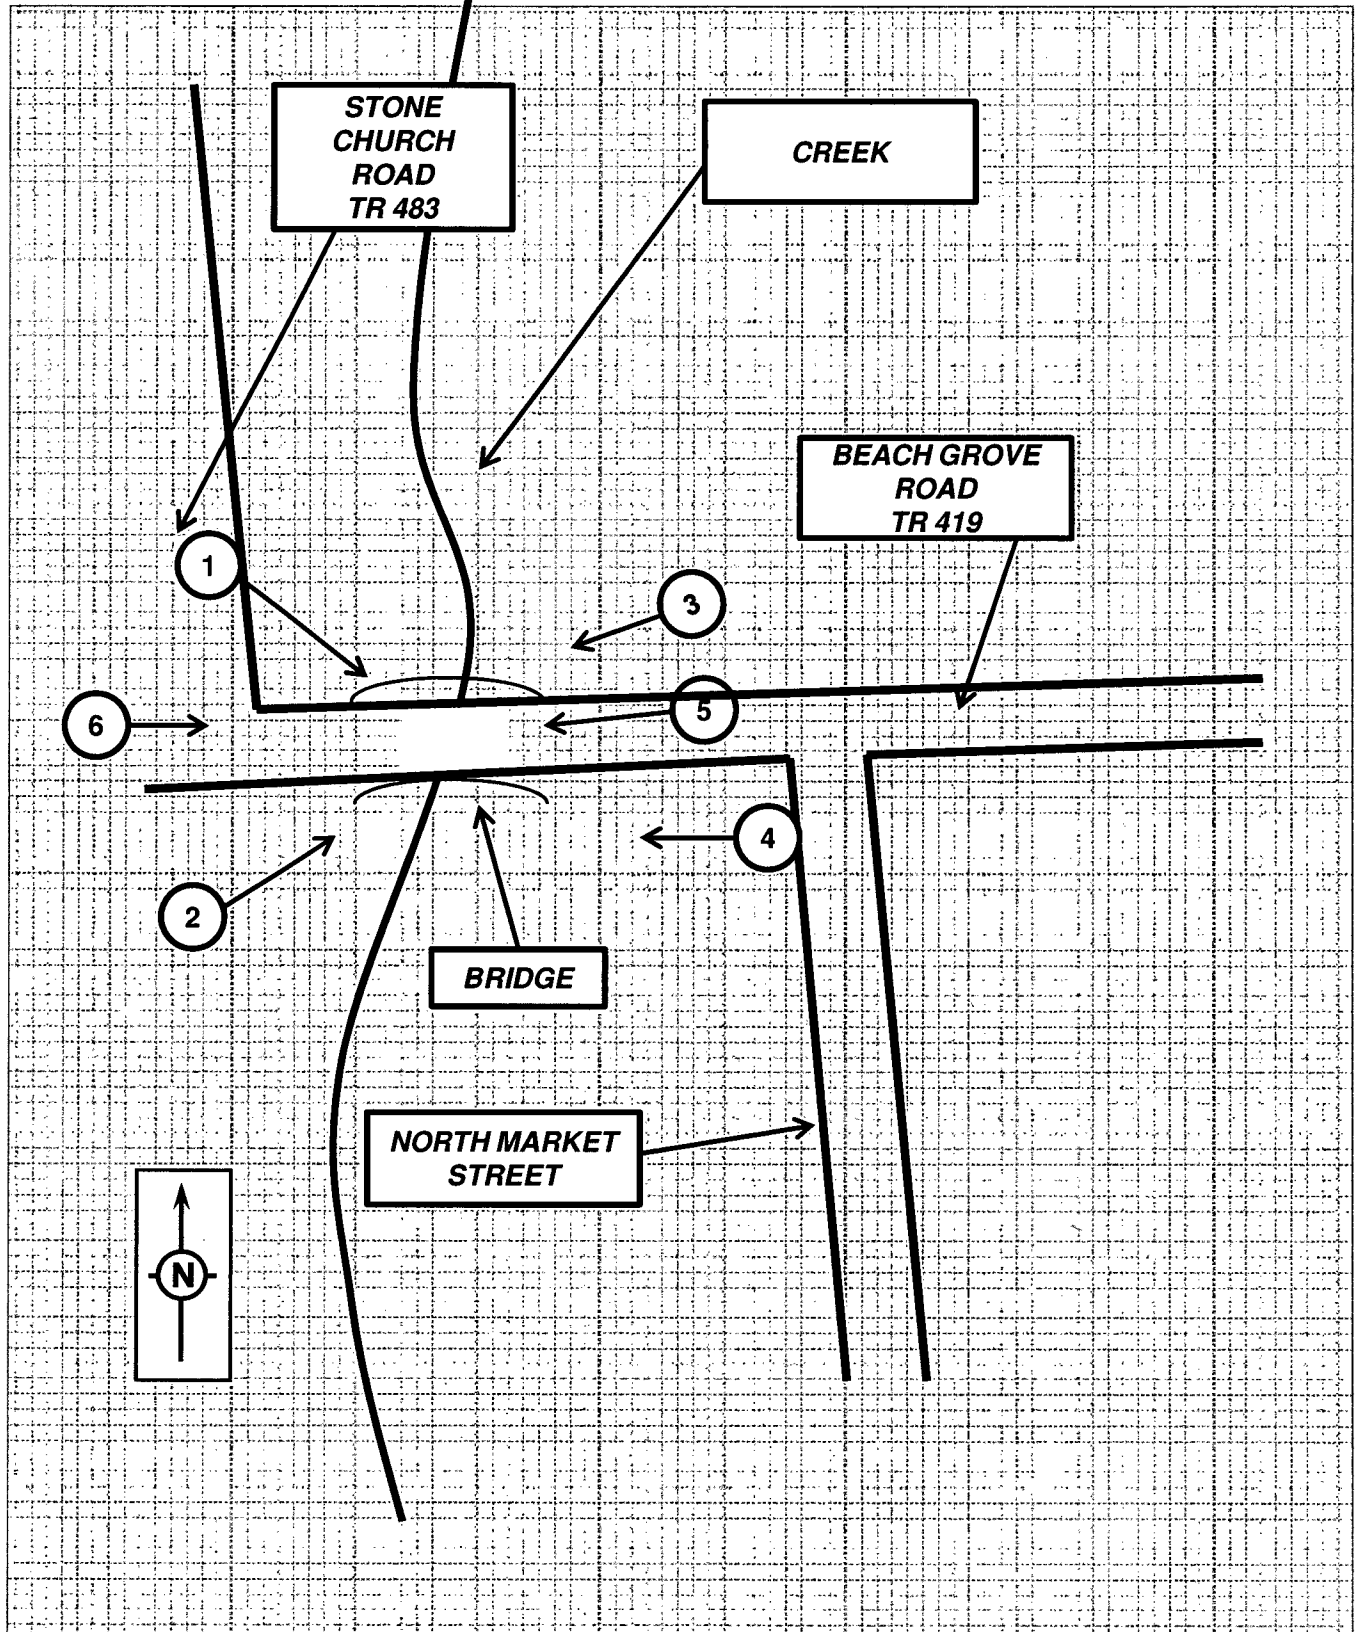 STONE
CHURCH
ROAD
TR 483
CREEK
BEACH GROVE
ROAD
TR 419
1
3
5
6
4
2
BRIDGE
NORTH MARKET
STREET
N